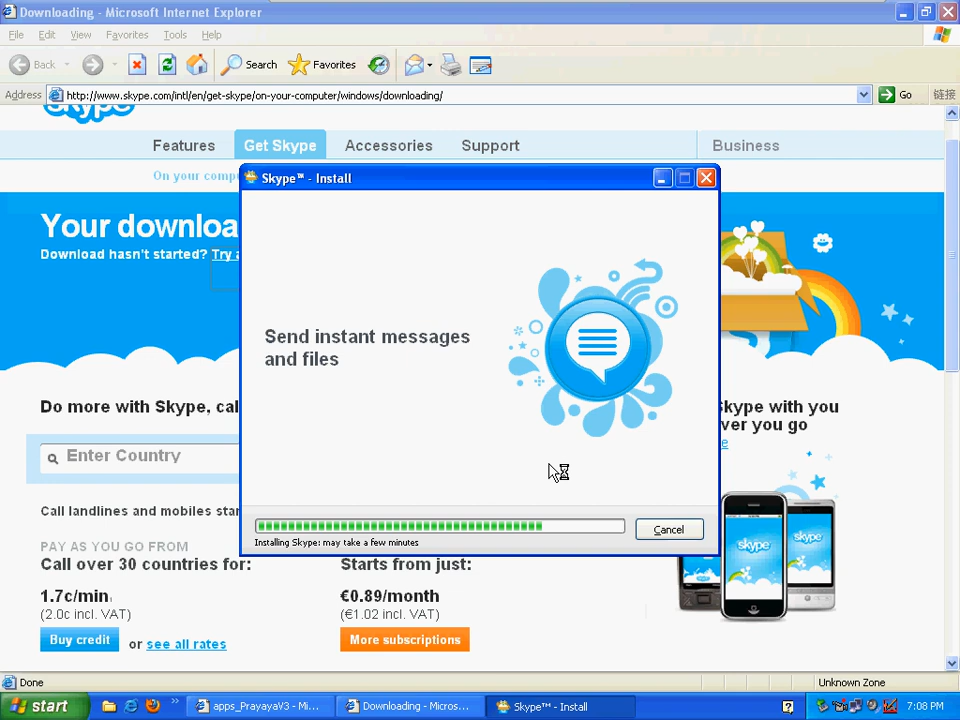 Downloading - Microsoft Internet Explorer
File Edit View Favorites Tools Help
Back Search Favorites
Address http://www.skype.com/intl/en/get-skype/on-your-computer/windows/downloading/ Go 链接
skype
Features Get Skype Accessories Support Business
On your compu
Skype™ - Install
Your downloa
Download hasn't started? Try a
Send instant messages
and files
Do more with Skype, cal
Skype with you
ver you go
e
Enter Country
Call landlines and mobiles star
Cancel
Installing Skype: may take a few minutes
skype
skype
PAY AS YOU GO FROM
Call over 30 countries for:
Starts from just:
1.7c/min
€0.89/month
(2.0c incl. VAT)
(€1.02 incl. VAT)
Buy credit or see all rates
More subscriptions
Done Unknown Zone
start apps_PrayayaV3 - Mi... Downloading - Microso... Skype™ - Install 7:08 PM